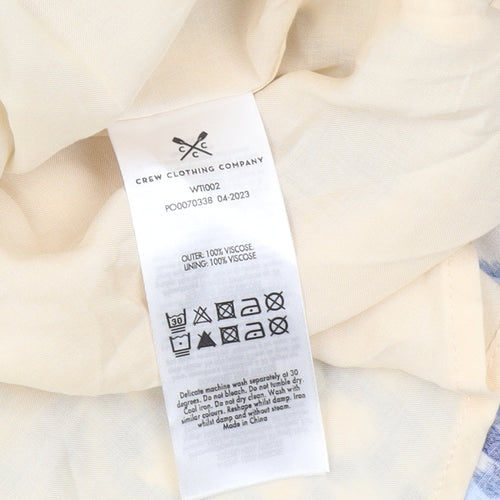 C C
C
CREW CLOTHING COMPANY
WTI002
PO0070338 04-2023
OUTER: 100% VISCOSE.
LINING: 100% VISCOSE
30
Delicate machine wash separately at 30
degrees. Do not bleach. Do not tumble dry.
Cool iron. Do not dry clean. Wash with
similar colours. Reshape whilst damp. Iron
whilst damp and without steam.
Made in China